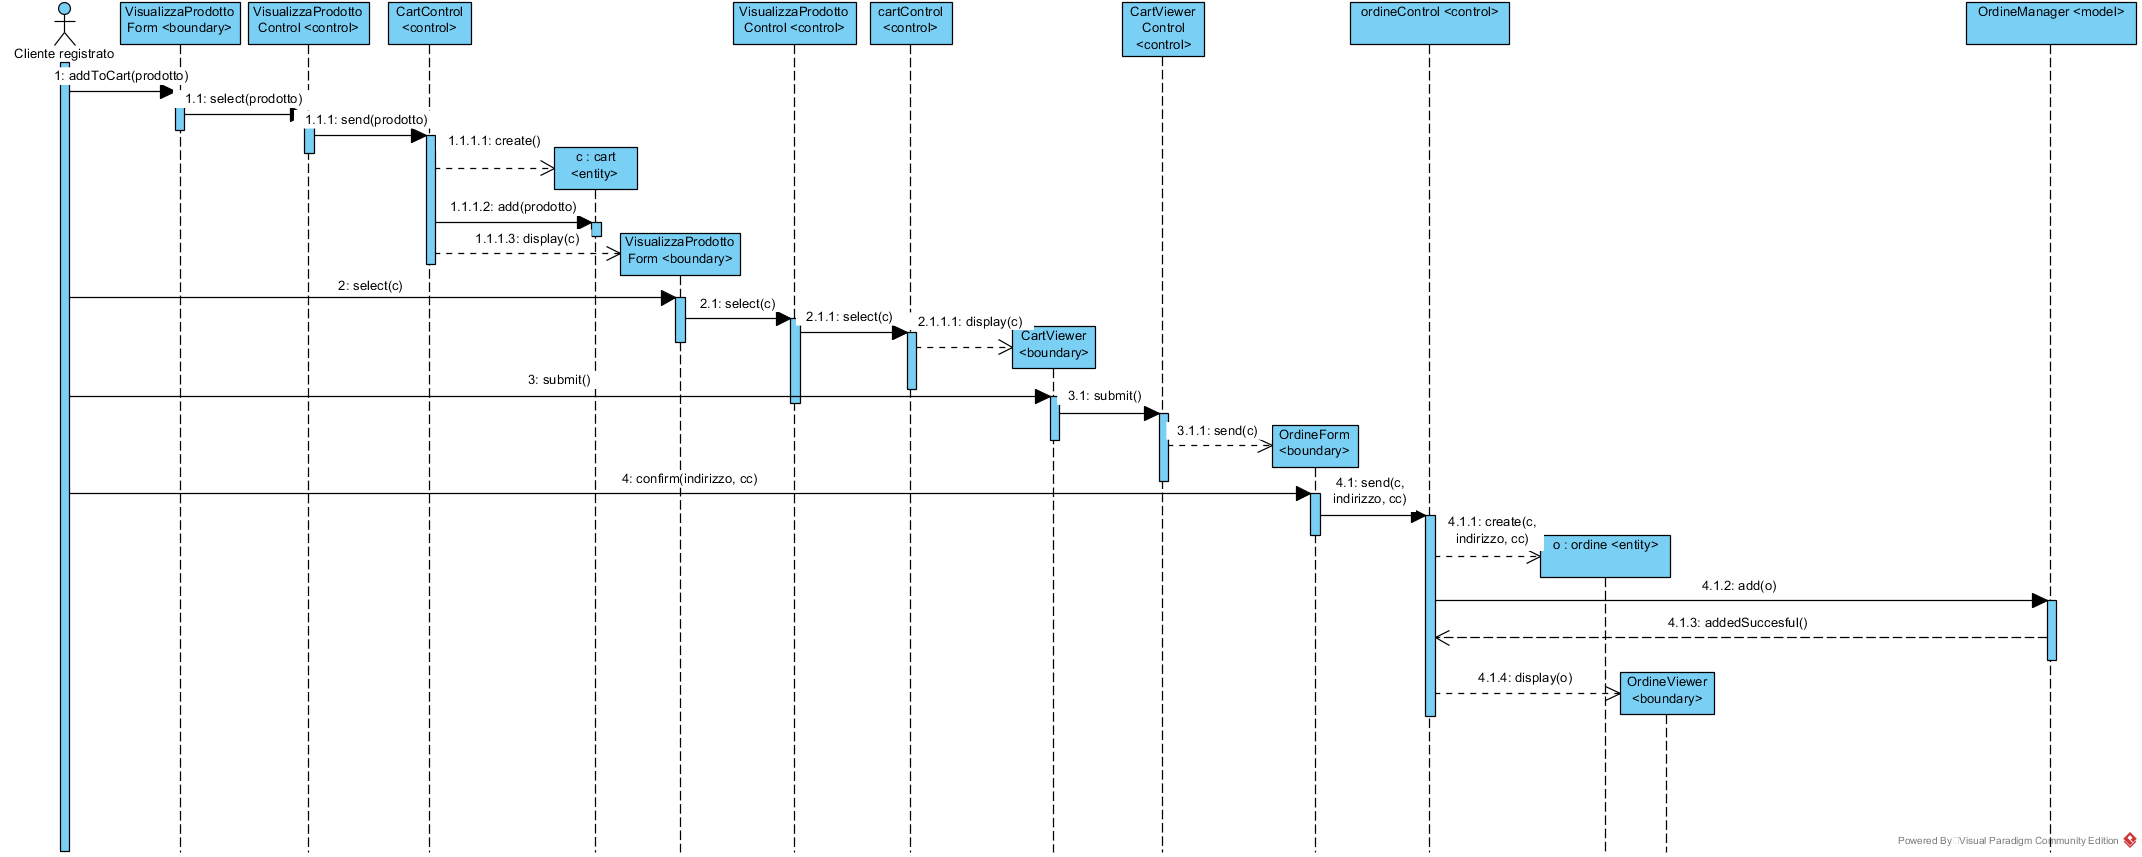 VisualizzaProdotto
Form <boundary>
VisualizzaProdotto
Control <control>
CartControl
<control>
VisualizzaProdotto
Control <control>
cartControl
<control>
CartViewer
Control
<control>
ordineControl <control>
OrdineManager <model>
Cliente registrato
1: addToCart(prodotto)
1.1: select(prodotto)
1.1.1: send(prodotto)
1.1.1.1: create()
c : cart
<entity>
1.1.1.2: add(prodotto)
1.1.1.3: display(c)
VisualizzaProdotto
Form <boundary>
2: select(c)
2.1: select(c)
2.1.1: select(c)
2.1.1.1: display(c)
CartViewer
<boundary>
3: submit()
3.1: submit()
3.1.1: send(c)
OrdineForm
<boundary>
4: confirm(indirizzo, cc)
4.1: send(c,
indirizzo, cc)
4.1.1: create(c,
indirizzo, cc)
o : ordine <entity>
4.1.2: add(o)
4.1.3: addedSuccesful()
4.1.4: display(o)
OrdineViewer
<boundary>
Powered By Visual Paradigm Community Edition